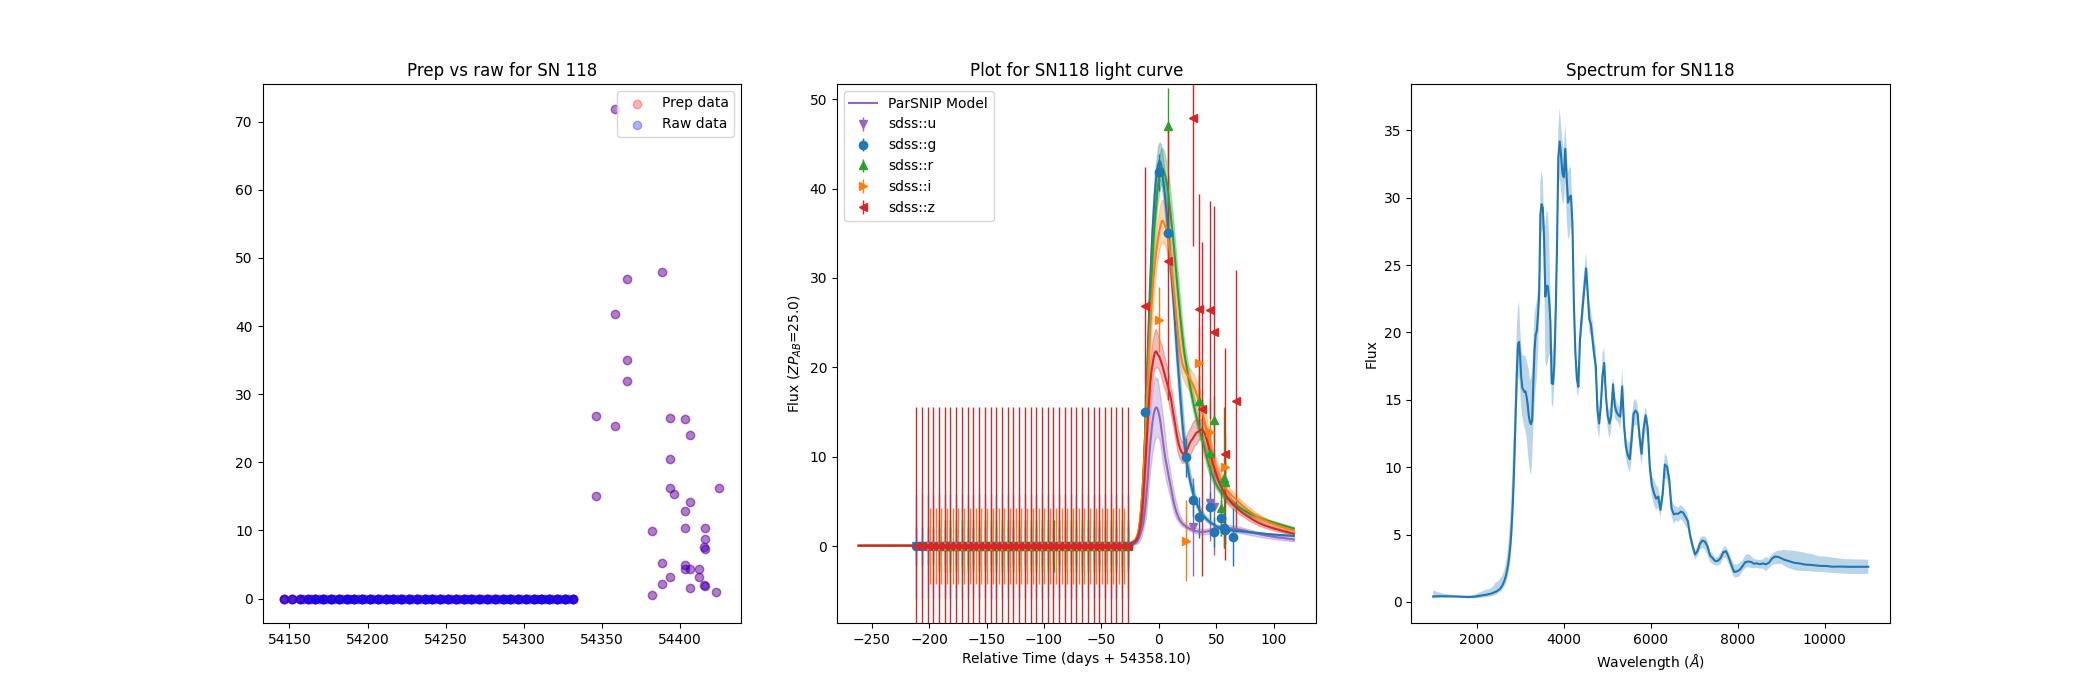 Prep vs raw for SN 118
Prep data
Raw data
70
60
50
40
30
20
10
0
54150
54200
54250
54300
54350
54400
Plot for SN118 light curve
ParSNIP Model
sdss::u
sdss::g
sdss::r
sdss::i
sdss::z
Flux (ZP_AB=25.0)
50
40
30
20
10
0
−250
−200
−150
−100
−50
0
50
100
Relative Time (days + 54358.10)
Spectrum for SN118
Flux
35
30
25
20
15
10
5
0
2000
4000
6000
8000
10000
Wavelength (Å)